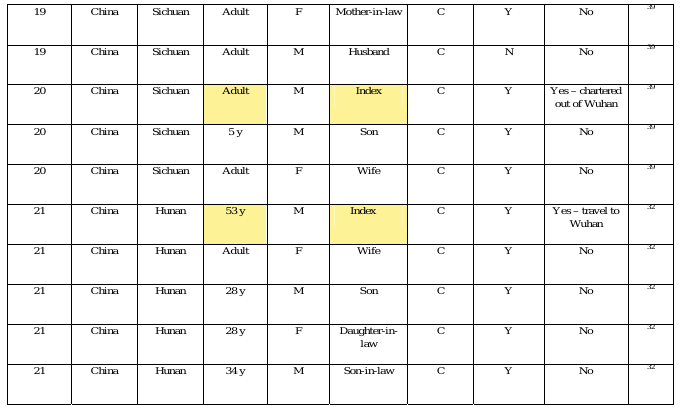 19 China Sichuan Adult F Mother-in-law C Y No 39
19 China Sichuan Adult M Husband C N No 39
20 China Sichuan Adult M Index C Y Yes – chartered 39
out of Wuhan
20 China Sichuan 5 y M Son C Y No 39
20 China Sichuan Adult F Wife C Y No 39
21 China Hunan 53 y M Index C Y Yes – travel to 32
Wuhan
21 China Hunan Adult F Wife C Y No 32
21 China Hunan 28 y M Son C Y No 32
21 China Hunan 28 y F Daughter-in- C Y No 32
law
21 China Hunan 34 y M Son-in-law C Y No 32